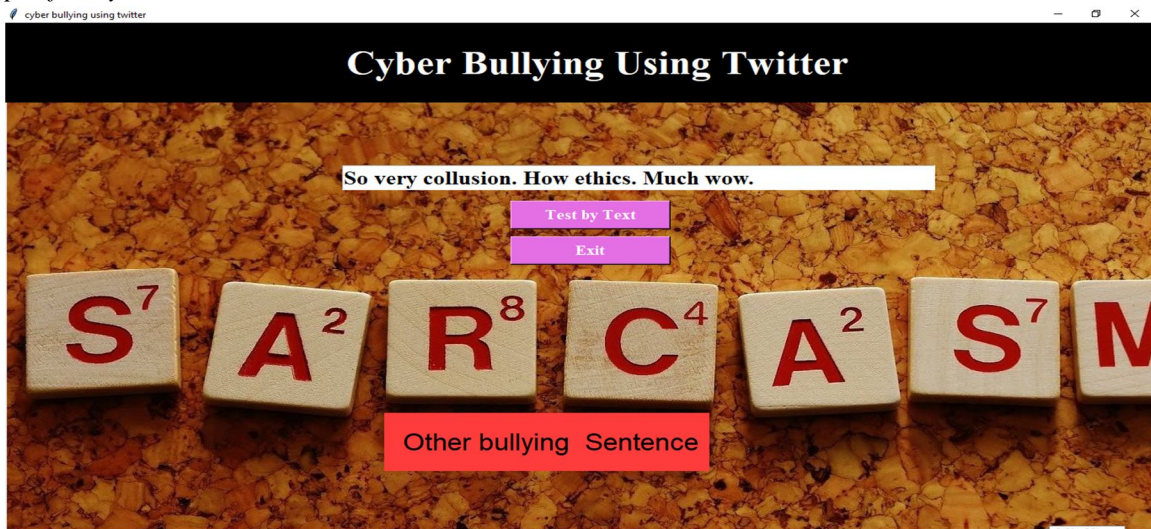 cyber bullying using twitter
Cyber Bullying Using Twitter
So very collusion. How ethics. Much wow.
Test by Text
Exit
S7 A2 R8 C4 A2 S7 M
Other bullying Sentence